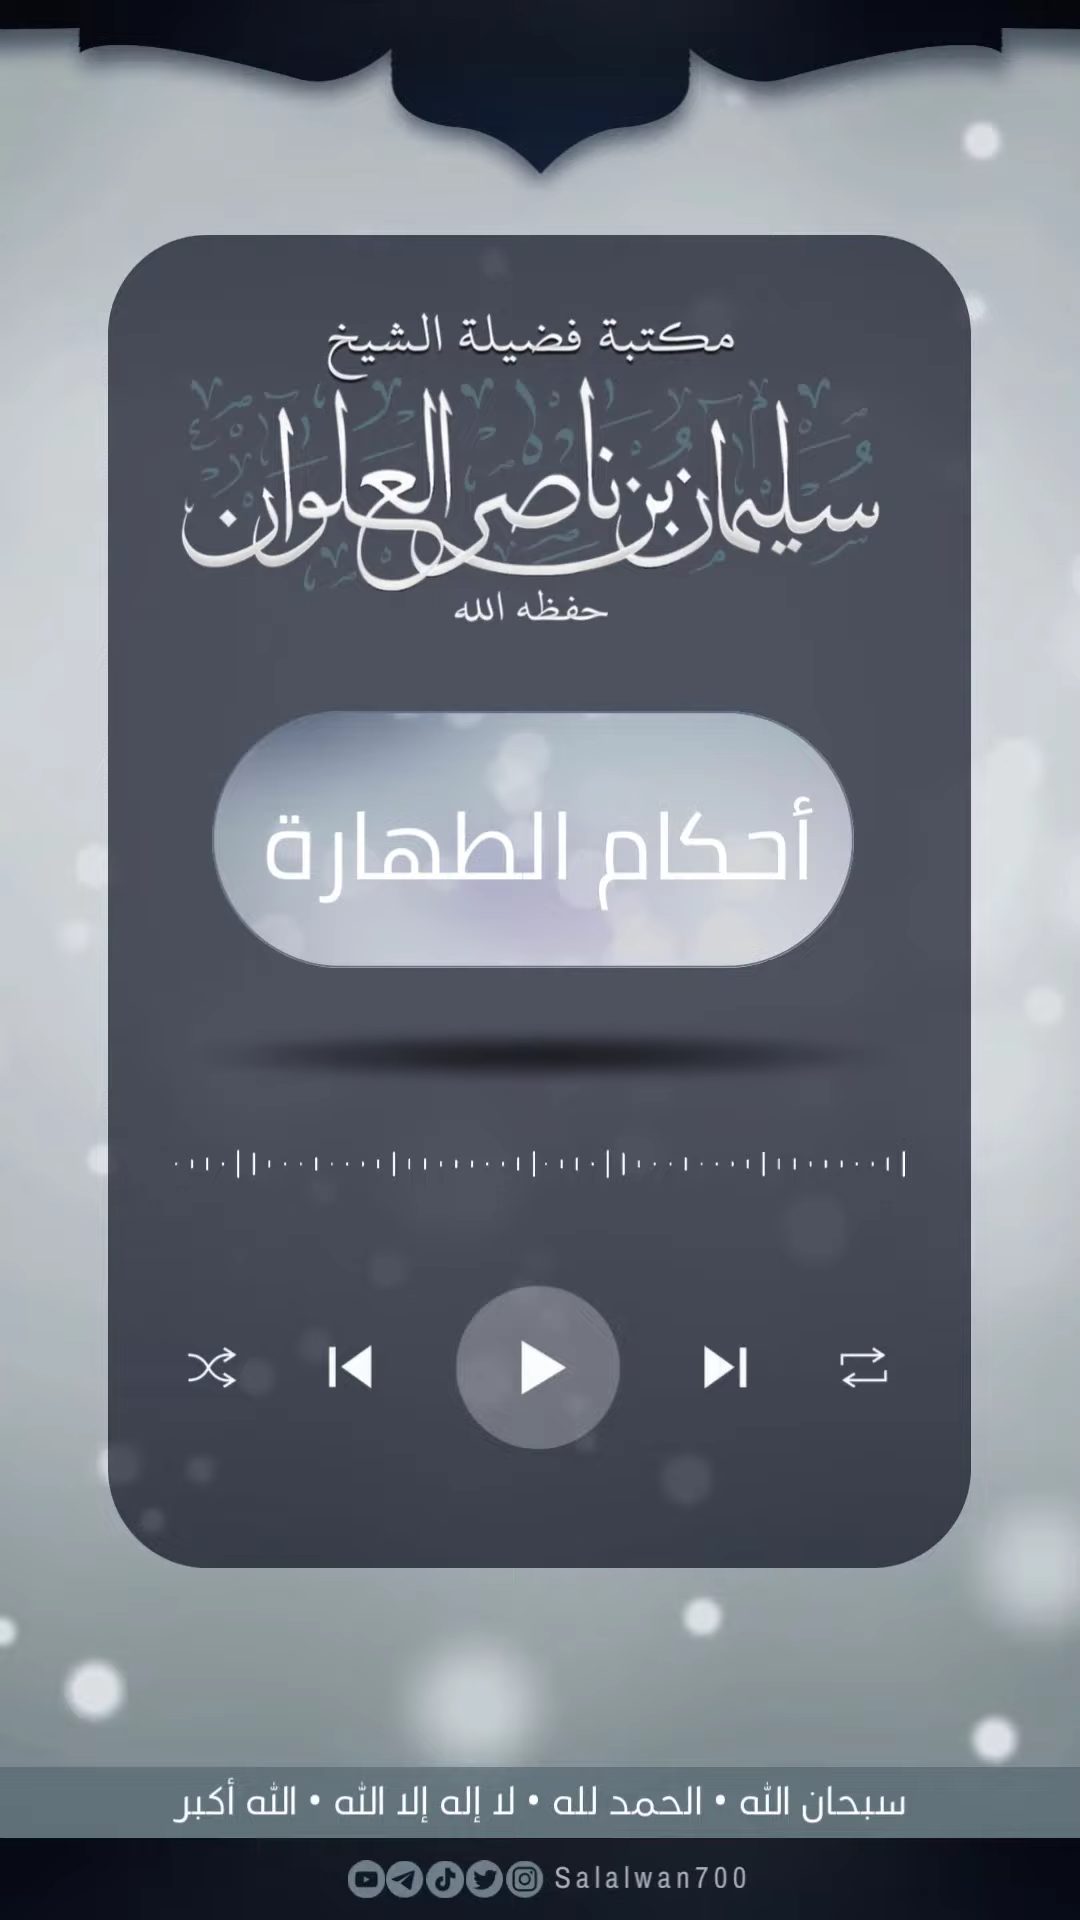 مكتبة فضيلة الشيخ
سليمان بن ناصر العلوان
حفظه الله
أحكام الطهارة
سبحان الله • الحمد لله • لا إله إلا الله • الله أكبر
Salalwan700